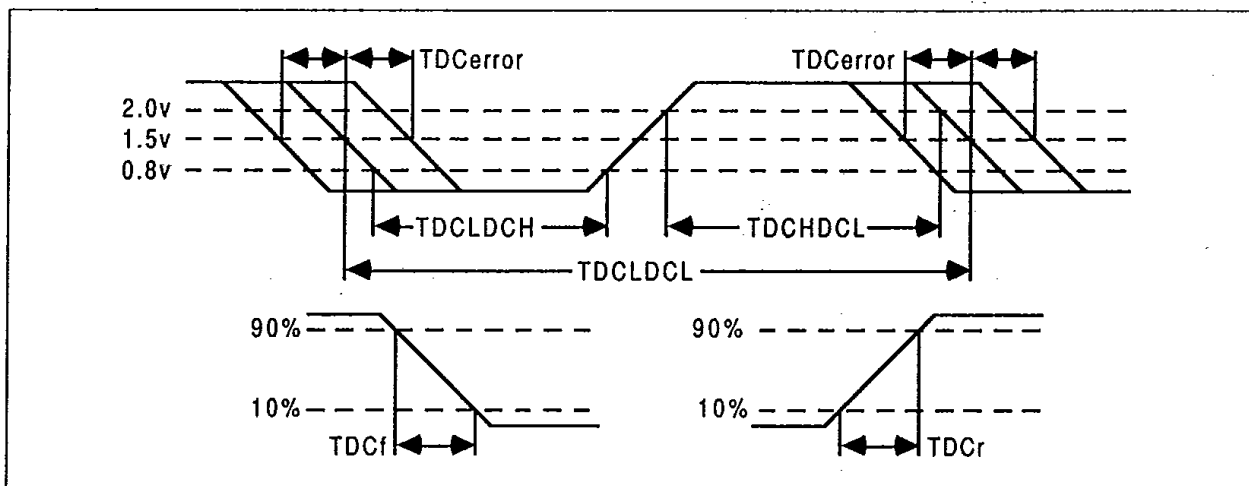 TDCerror
TDCerror
2.0v
1.5v
0.8v
TDCLDCH
TDCHDCL
TDCLDCL
90%
90%
10%
10%
TDCf
TDCr